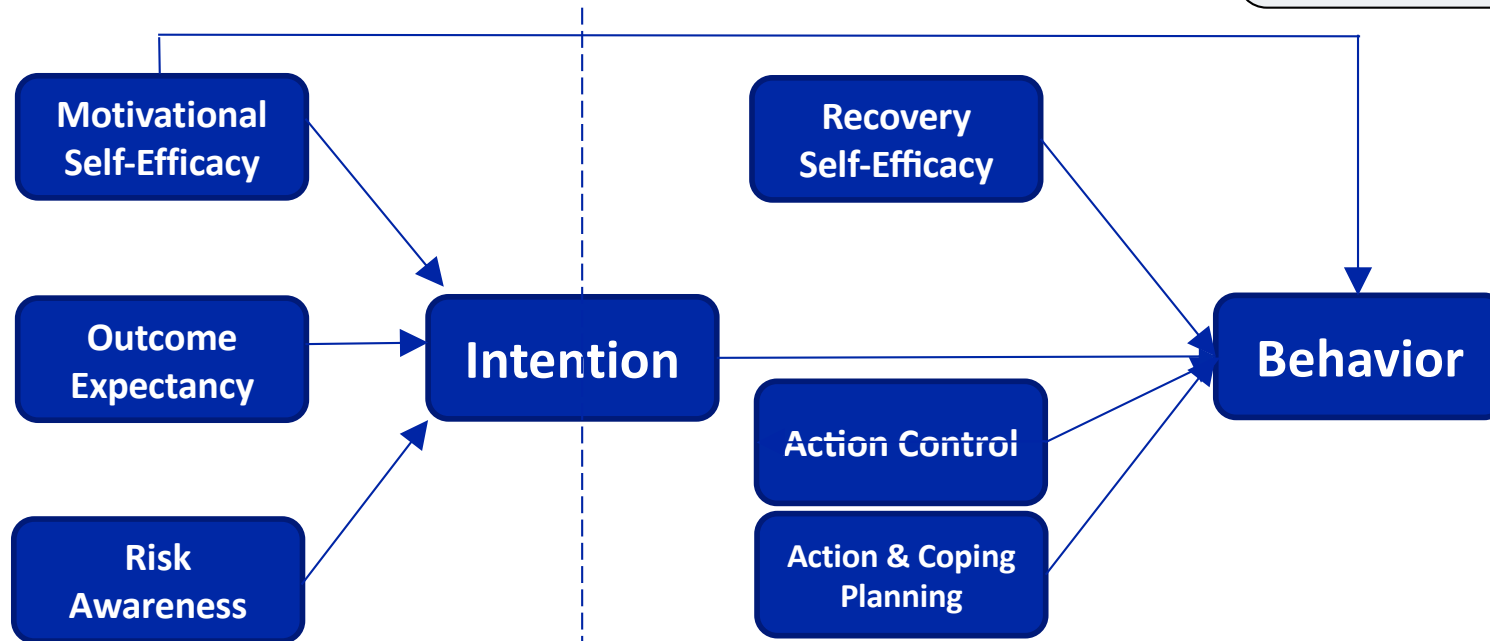 Motivational
Self-Efficacy
Recovery
Self-Efficacy
Outcome
Expectancy
Intention
Behavior
Action Control
Risk
Awareness
Action & Coping
Planning